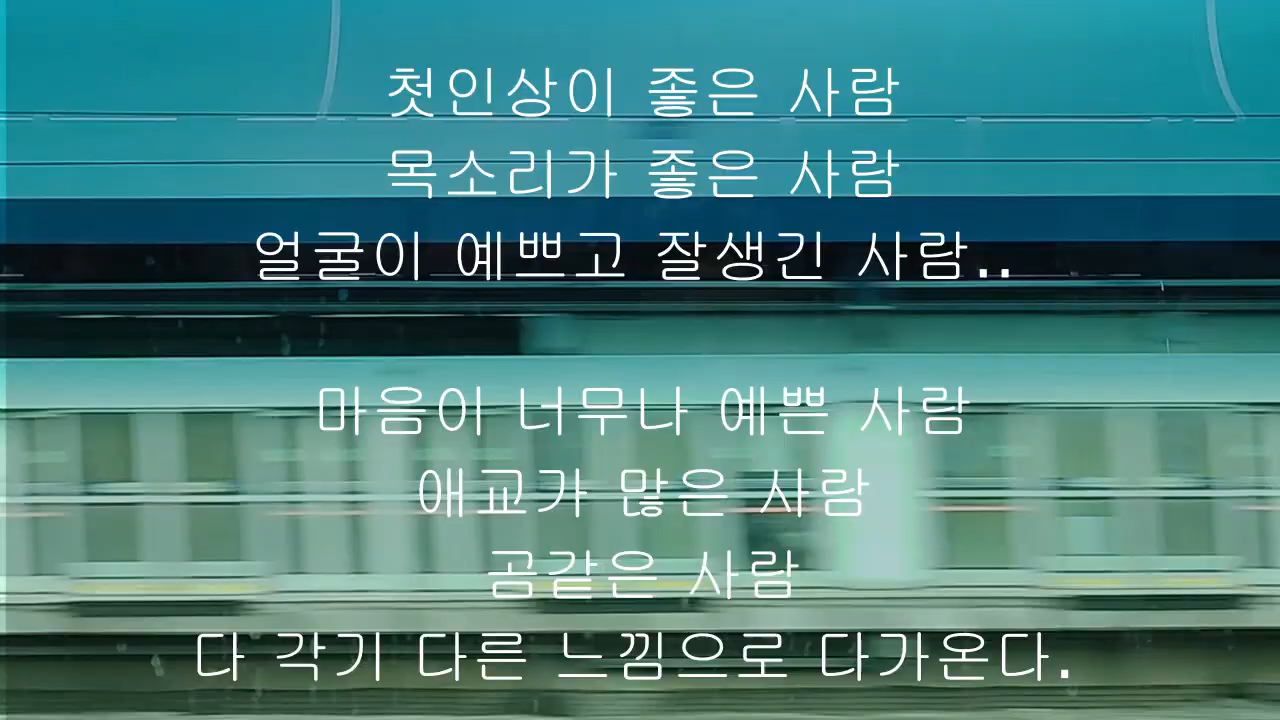 첫인상이 좋은 사람
목소리가 좋은 사람
얼굴이 예쁘고 잘생긴 사람..
마음이 너무나 예쁜 사람
애교가 많은 사람
곰같은 사람
다 각기 다른 느낌으로 다가온다.